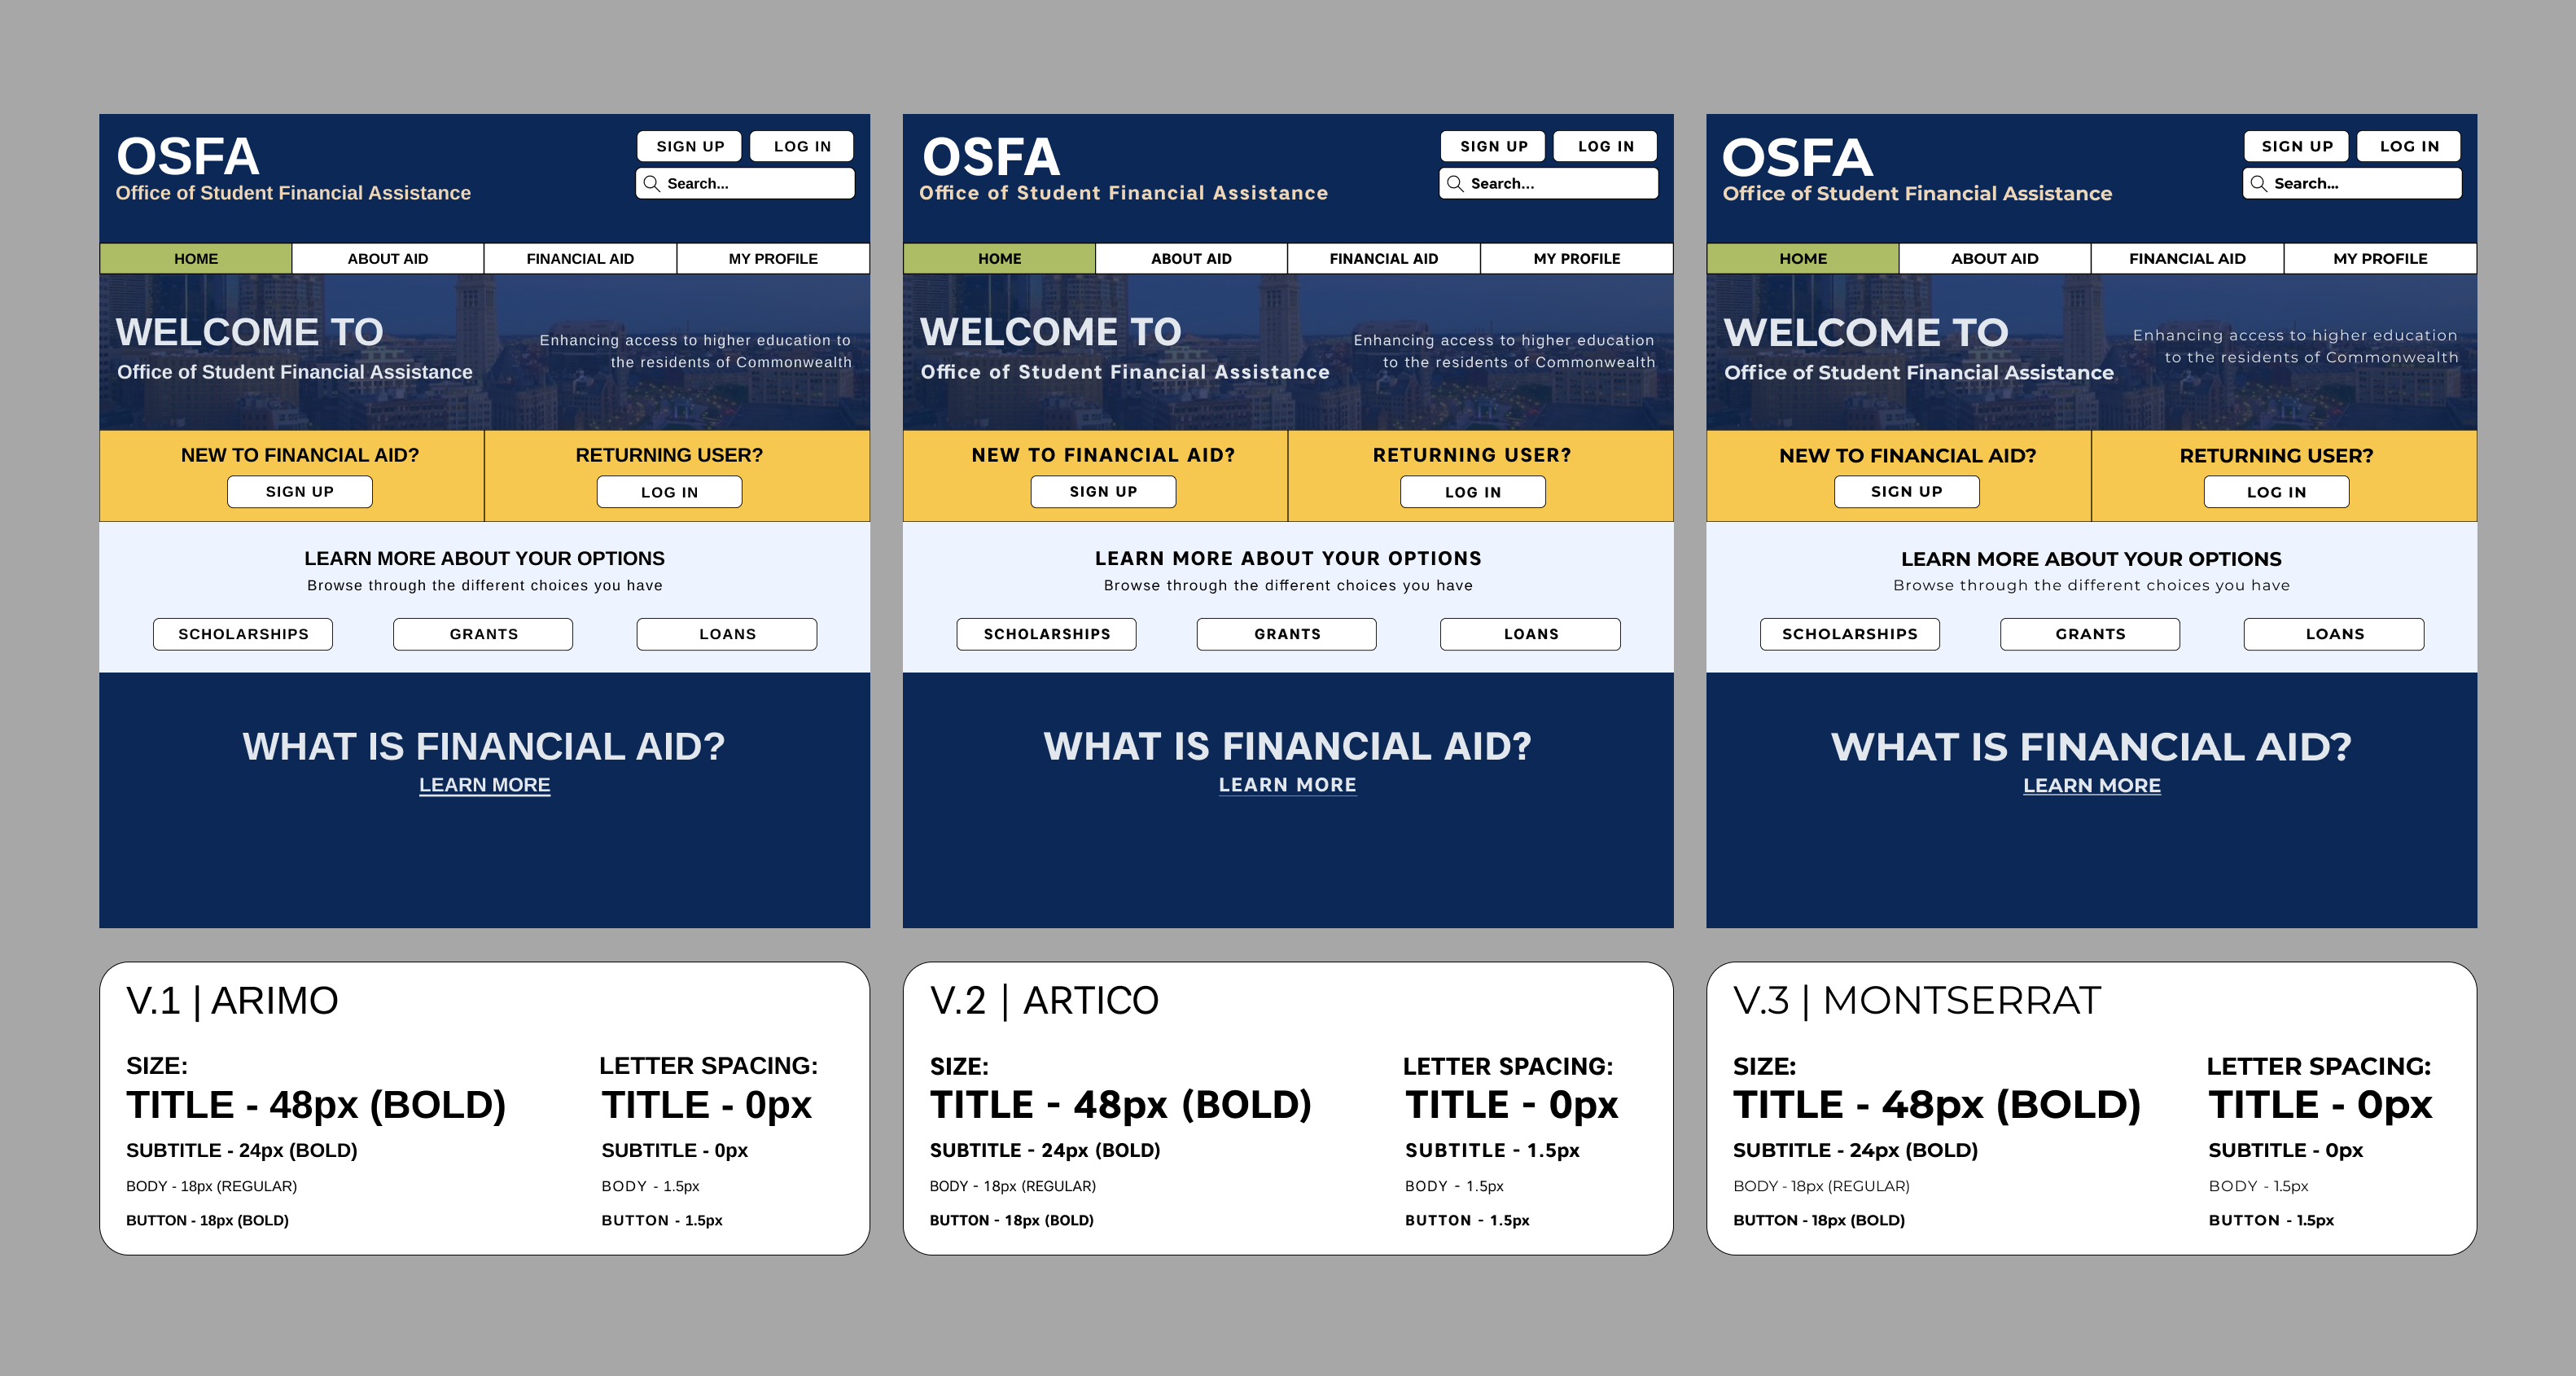 OSFA
Office of Student Financial Assistance
SIGN UP
LOG IN
Search...
HOME
ABOUT AID
FINANCIAL AID
MY PROFILE
WELCOME TO
Office of Student Financial Assistance
Enhancing access to higher education to
the residents of Commonwealth
NEW TO FINANCIAL AID?
SIGN UP
RETURNING USER?
LOG IN
LEARN MORE ABOUT YOUR OPTIONS
Browse through the different choices you have
SCHOLARSHIPS
GRANTS
LOANS
WHAT IS FINANCIAL AID?
LEARN MORE
V.1 | ARIMO
SIZE:
TITLE - 48px (BOLD)
SUBTITLE - 24px (BOLD)
BODY - 18px (REGULAR)
BUTTON - 18px (BOLD)
LETTER SPACING:
TITLE - 0px
SUBTITLE - 0px
BODY - 1.5px
BUTTON - 1.5px
OSFA
Office of Student Financial Assistance
SIGN UP
LOG IN
Search...
HOME
ABOUT AID
FINANCIAL AID
MY PROFILE
WELCOME TO
Office of Student Financial Assistance
Enhancing access to higher education
to the residents of Commonwealth
NEW TO FINANCIAL AID?
SIGN UP
RETURNING USER?
LOG IN
LEARN MORE ABOUT YOUR OPTIONS
Browse through the different choices you have
SCHOLARSHIPS
GRANTS
LOANS
WHAT IS FINANCIAL AID?
LEARN MORE
V.2 | ARTICO
SIZE:
TITLE - 48px (BOLD)
SUBTITLE - 24px (BOLD)
BODY - 18px (REGULAR)
BUTTON - 18px (BOLD)
LETTER SPACING:
TITLE - 0px
SUBTITLE - 1.5px
BODY - 1.5px
BUTTON - 1.5px
OSFA
Office of Student Financial Assistance
SIGN UP
LOG IN
Search...
HOME
ABOUT AID
FINANCIAL AID
MY PROFILE
WELCOME TO
Office of Student Financial Assistance
Enhancing access to higher education
to the residents of Commonwealth
NEW TO FINANCIAL AID?
SIGN UP
RETURNING USER?
LOG IN
LEARN MORE ABOUT YOUR OPTIONS
Browse through the different choices you have
SCHOLARSHIPS
GRANTS
LOANS
WHAT IS FINANCIAL AID?
LEARN MORE
V.3 | MONTSERRAT
SIZE:
TITLE - 48px (BOLD)
SUBTITLE - 24px (BOLD)
BODY - 18px (REGULAR)
BUTTON - 18px (BOLD)
LETTER SPACING:
TITLE - 0px
SUBTITLE - 0px
BODY - 1.5px
BUTTON - 1.5px